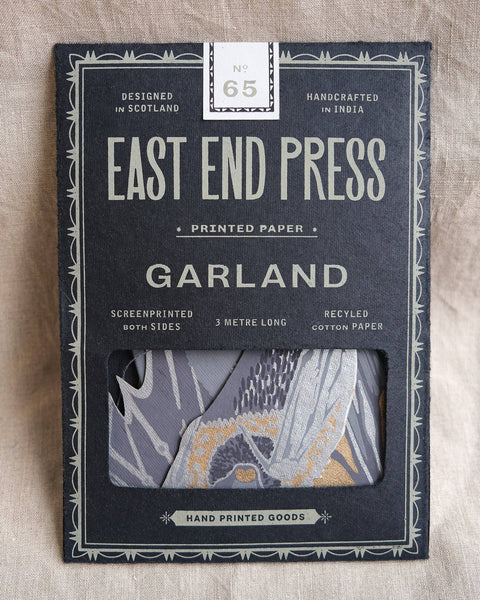 Nº
65
DESIGNED
IN SCOTLAND
HANDCRAFTED
IN INDIA
EAST END PRESS
• PRINTED PAPER •
GARLAND
SCREENPRINTED
BOTH SIDES
3 METRE LONG
RECYLED
COTTON PAPER
HAND PRINTED GOODS